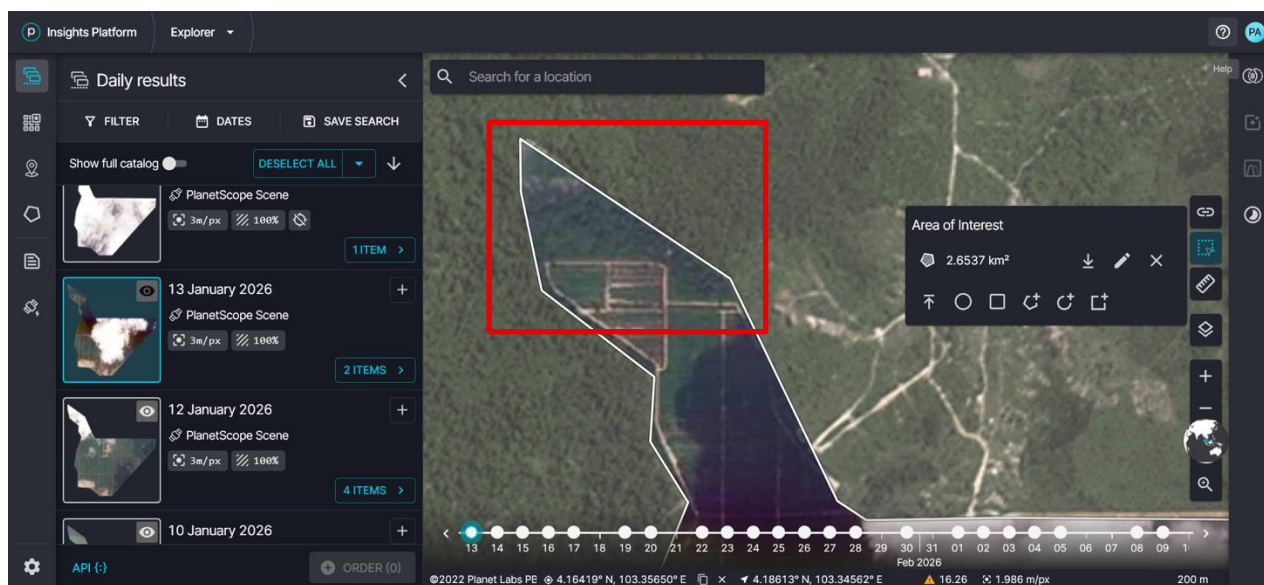 Insights Platform
Explorer
PA
Help
Daily results
Search for a location
FILTER
DATES
SAVE SEARCH
Show full catalog
DESELECT ALL
PlanetScope Scene
3m/px
100%
1 ITEM >
13 January 2026
PlanetScope Scene
3m/px
100%
2 ITEMS >
12 January 2026
PlanetScope Scene
3m/px
100%
4 ITEMS >
10 January 2026
API {:}
ORDER (0)
Area of Interest
2.6537 km²
13 14 15 16 17 18 19 20 21 22 23 24 25 26 27 28 29 30 31 01 02 03 04 05 06 07 08 09
Feb 2026
©2022 Planet Labs PB 4.16419° N, 103.35650° E 4.18613° N, 103.34562° E 16.26 1.986 m/px 200 m